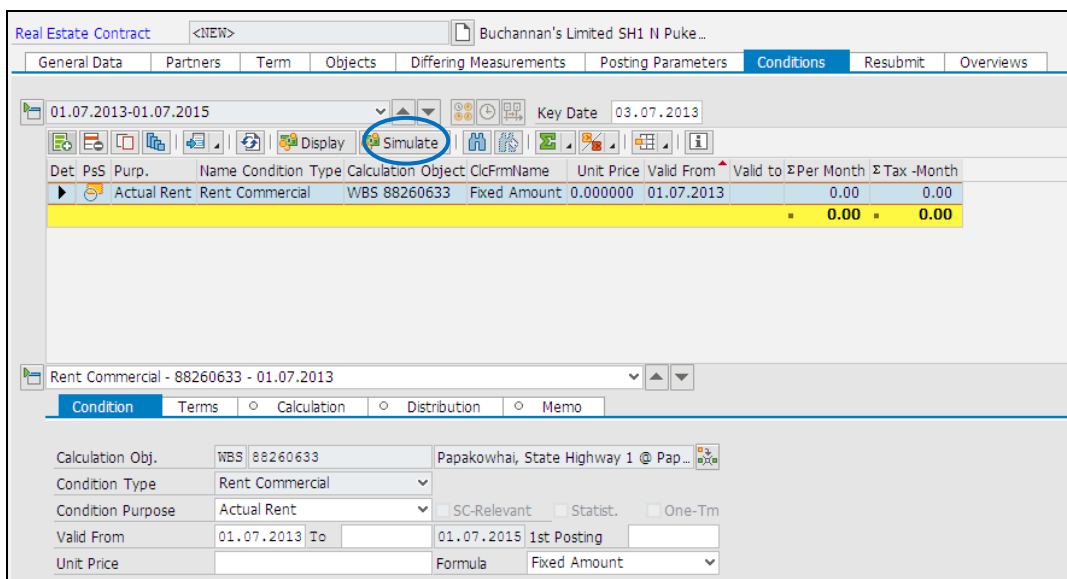 Real Estate Contract <NEW> Buchannan's Limited SH1 N Puke…
General Data Partners Term Objects Differing Measurements Posting Parameters Conditions Resubmit Overviews
01.07.2013-01.07.2015 Key Date 03.07.2013
Display Simulate
Det PsS Purp. Name Condition Type Calculation Object ClcFrmName Unit Price Valid From Valid to ΣPer Month ΣTax -Month
Actual Rent Rent Commercial WBS 88260633 Fixed Amount 0.000000 01.07.2013 0.00 0.00
0.00 0.00
Rent Commercial - 88260633 - 01.07.2013
Condition Terms Calculation Distribution Memo
Calculation Obj. WBS 88260633 Papakowhai, State Highway 1 @ Pap…
Condition Type Rent Commercial
Condition Purpose Actual Rent SC-Relevant Statist. One-Tm
Valid From 01.07.2013 To 01.07.2015 1st Posting
Unit Price Formula Fixed Amount